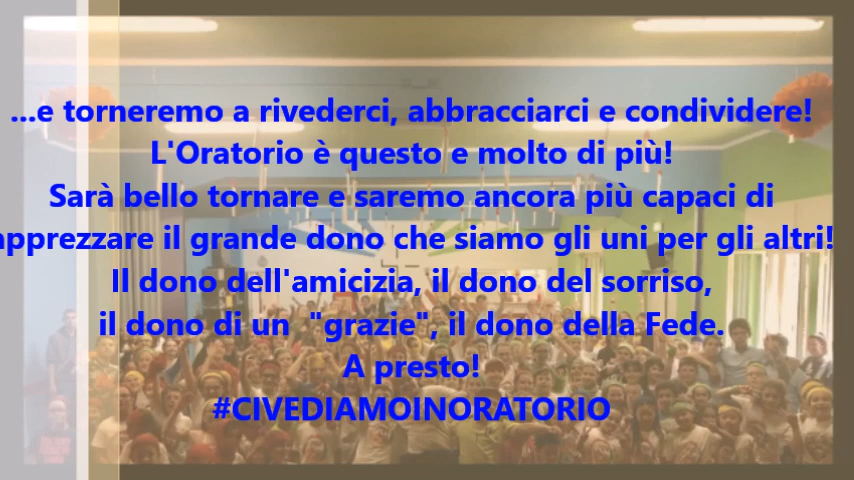 ...e torneremo a rivederci, abbracciarci e condividere!
L'Oratorio è questo e molto di più!
Sarà bello tornare e saremo ancora più capaci di
apprezzare il grande dono che siamo gli uni per gli altri!
Il dono dell'amicizia, il dono del sorriso,
il dono di un "grazie", il dono della Fede.
A presto!
#CIVEDIAMOINORATORIO